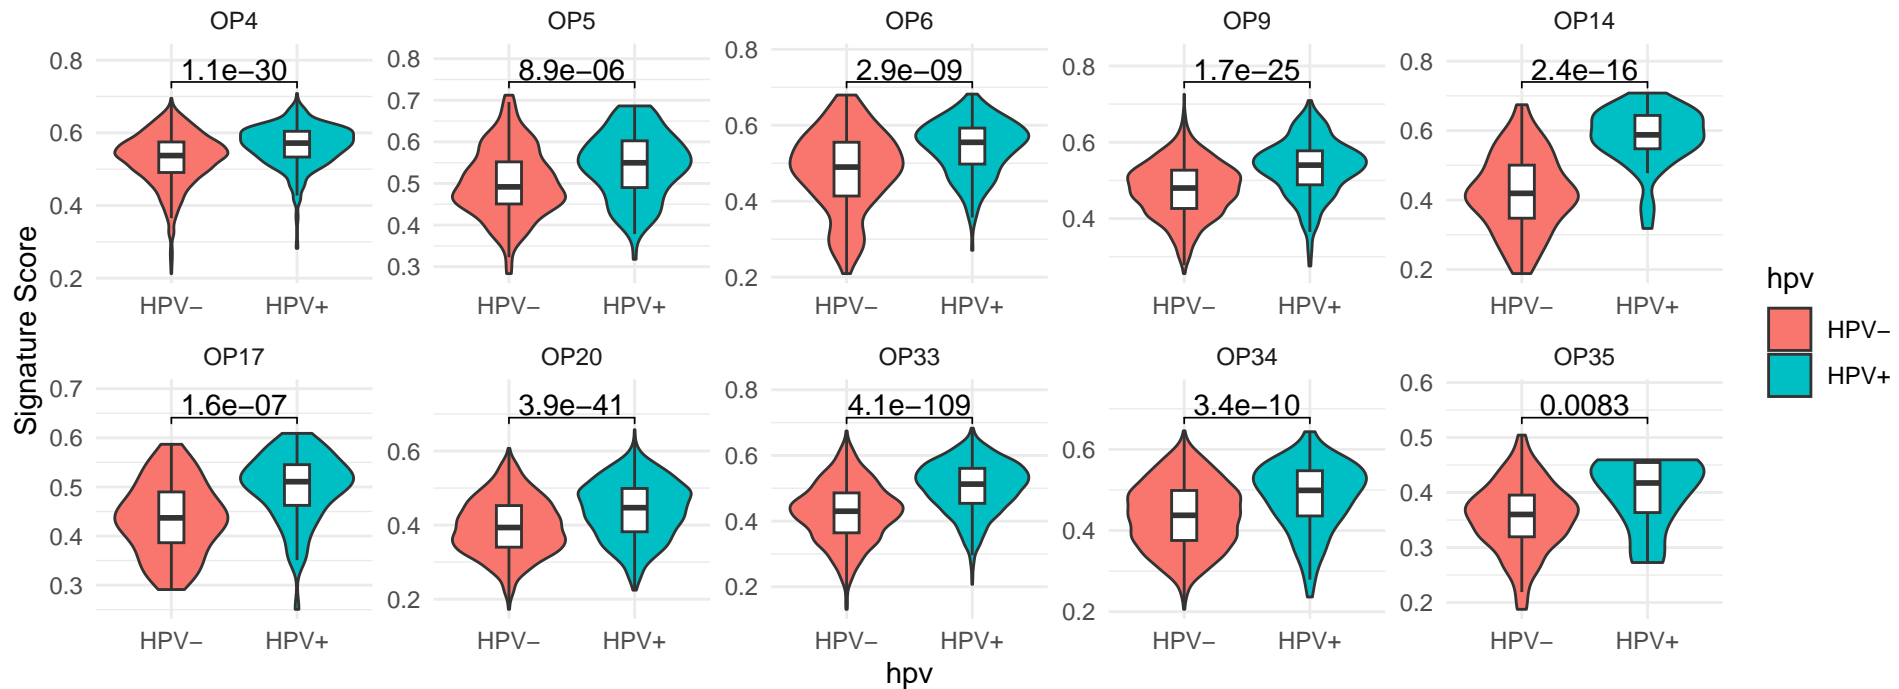 OP4 OP5 OP6 OP9 OP14
0.8 0.6 0.4 0.2
1.1e−30
HPV− HPV+
0.8 0.7 0.6 0.5 0.4 0.3
8.9e−06
HPV− HPV+
0.8 0.6 0.4 0.2
2.9e−09
HPV− HPV+
0.8 0.6 0.4
1.7e−25
HPV− HPV+
0.8 0.6 0.4 0.2
2.4e−16
HPV− HPV+
Signature Score
OP17 OP20 OP33 OP34 OP35
0.7 0.6 0.5 0.4 0.3
1.6e−07
HPV− HPV+
0.6 0.4 0.2
3.9e−41
HPV− HPV+
0.8 0.6 0.4 0.2
4.1e−109
HPV− HPV+
0.6 0.4 0.2
3.4e−10
HPV− HPV+
0.6 0.5 0.4 0.3 0.2
0.0083
HPV− HPV+
hpv
hpv
HPV−
HPV+